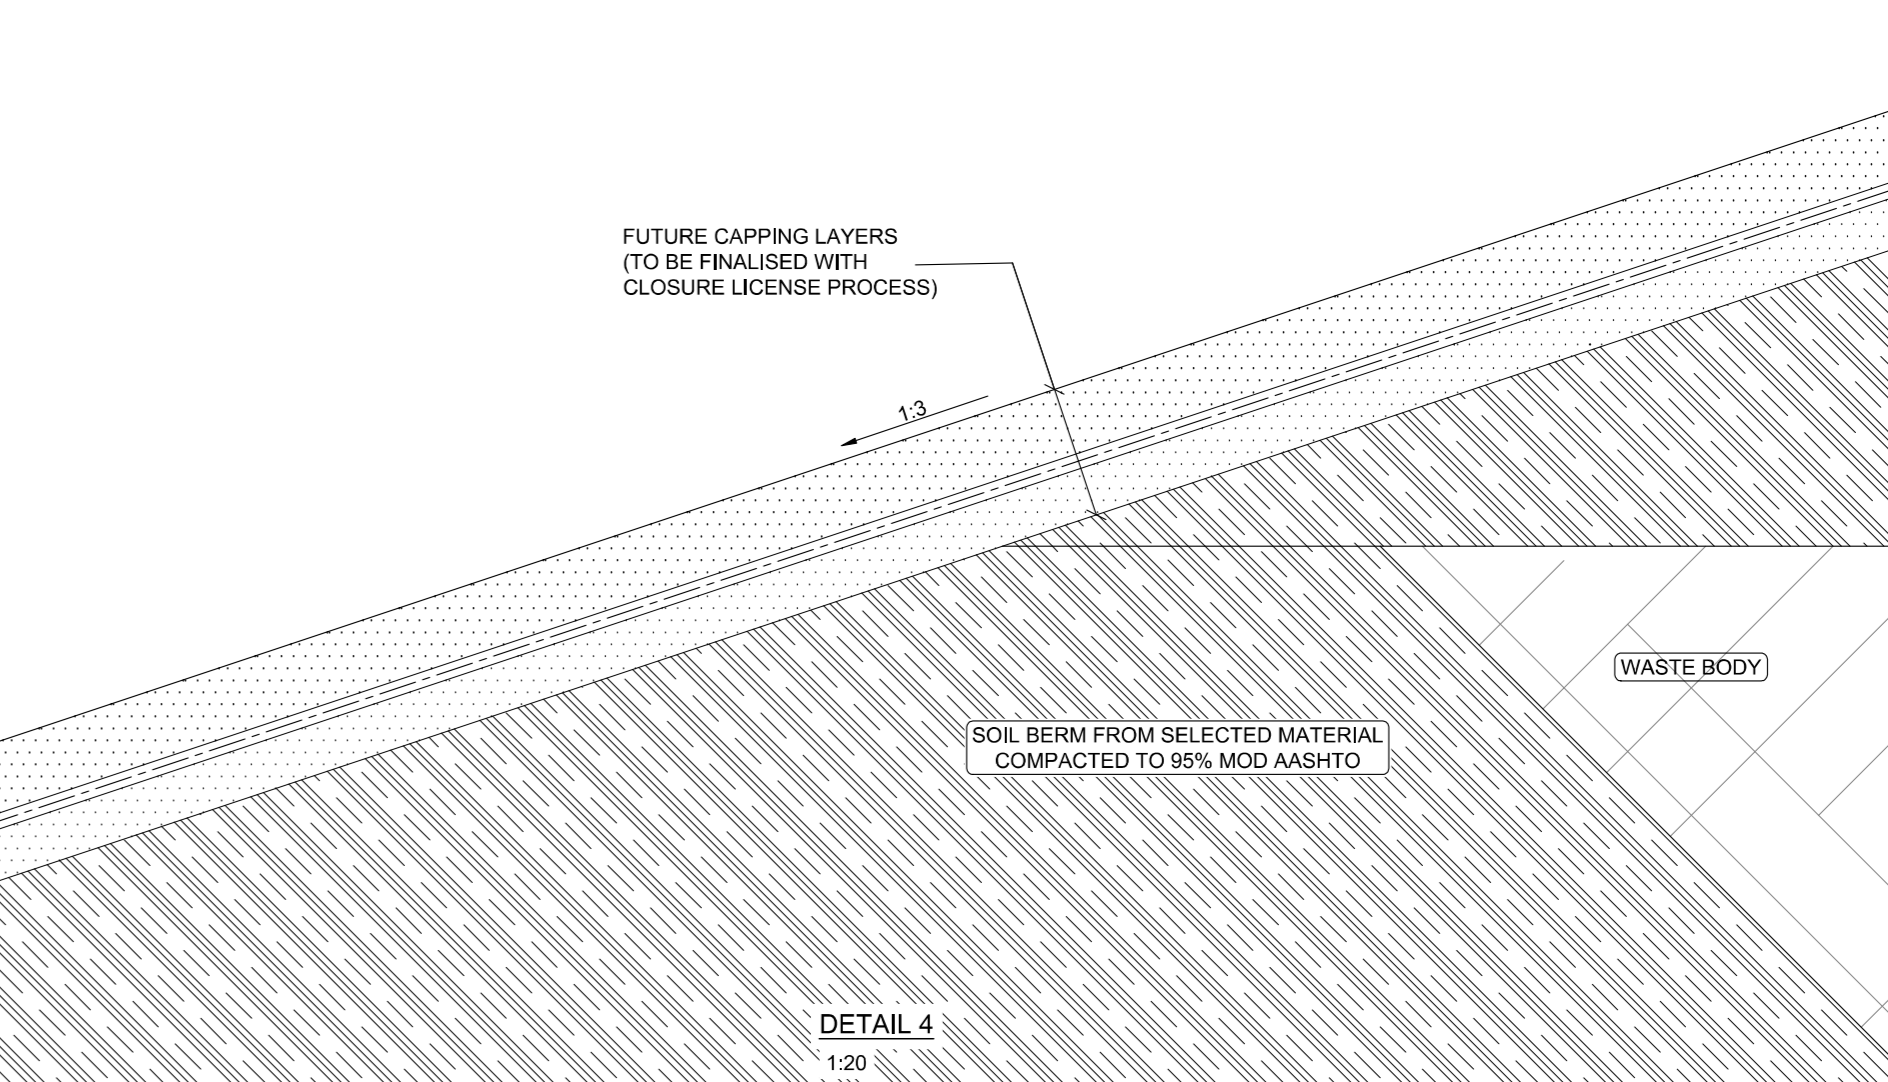 FUTURE CAPPING LAYERS
(TO BE FINALISED WITH
CLOSURE LICENSE PROCESS)
1:3
WASTE BODY
SOIL BERM FROM SELECTED MATERIAL
COMPACTED TO 95% MOD AASHTO
DETAIL 4
1:20